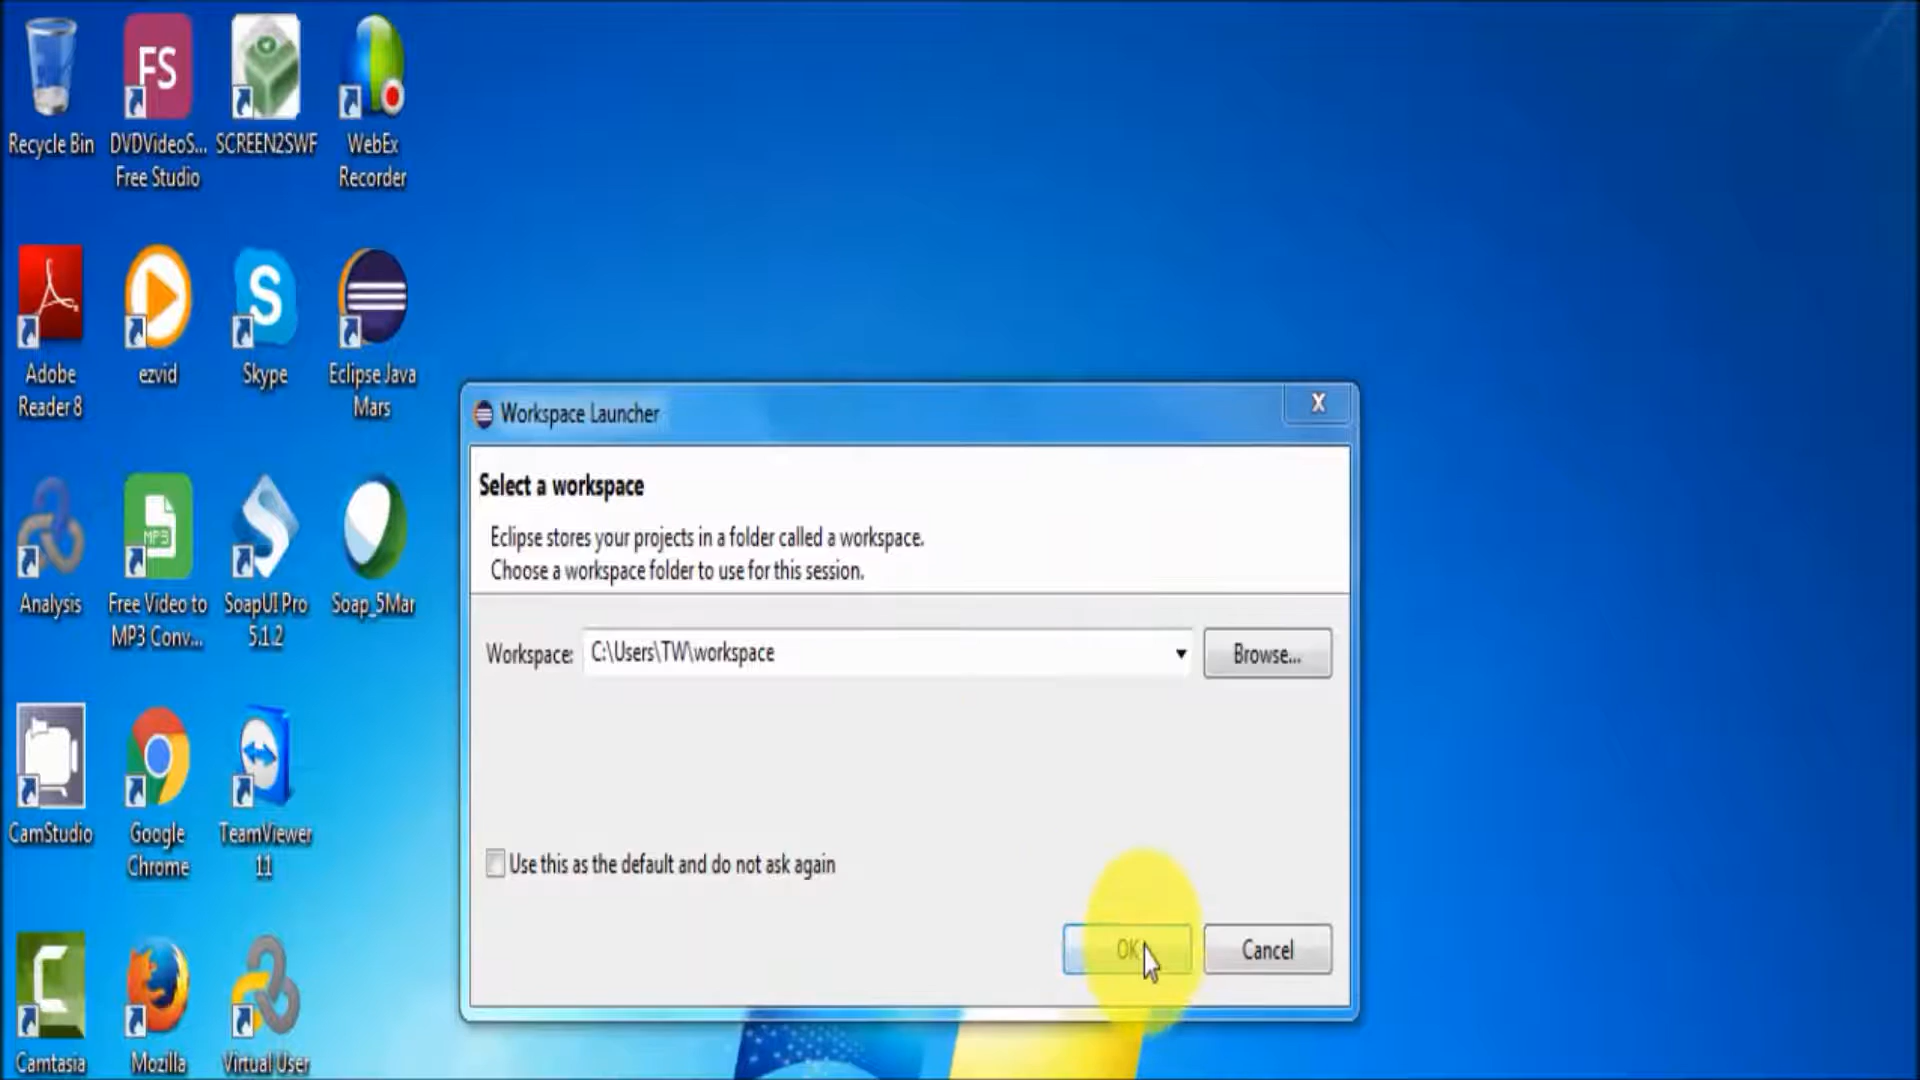 Recycle Bin
DVDVideoS...
Free Studio
FS
SCREEN2SWF
WebEx
Recorder
Adobe
Reader 8
ezvid
S
Skype
Eclipse Java
Mars
Analysis
MP3
Free Video to
MP3 Conv...
SoapUI Pro
5.1.2
Soap_5Mar
CamStudio
Google
Chrome
TeamViewer
11
C
Camtasia
Mozilla
Virtual User
Workspace Launcher
X
Select a workspace
Eclipse stores your projects in a folder called a workspace.
Choose a workspace folder to use for this session.
Workspace:
C:\Users\TW\workspace
Browse...
Use this as the default and do not ask again
OK
Cancel